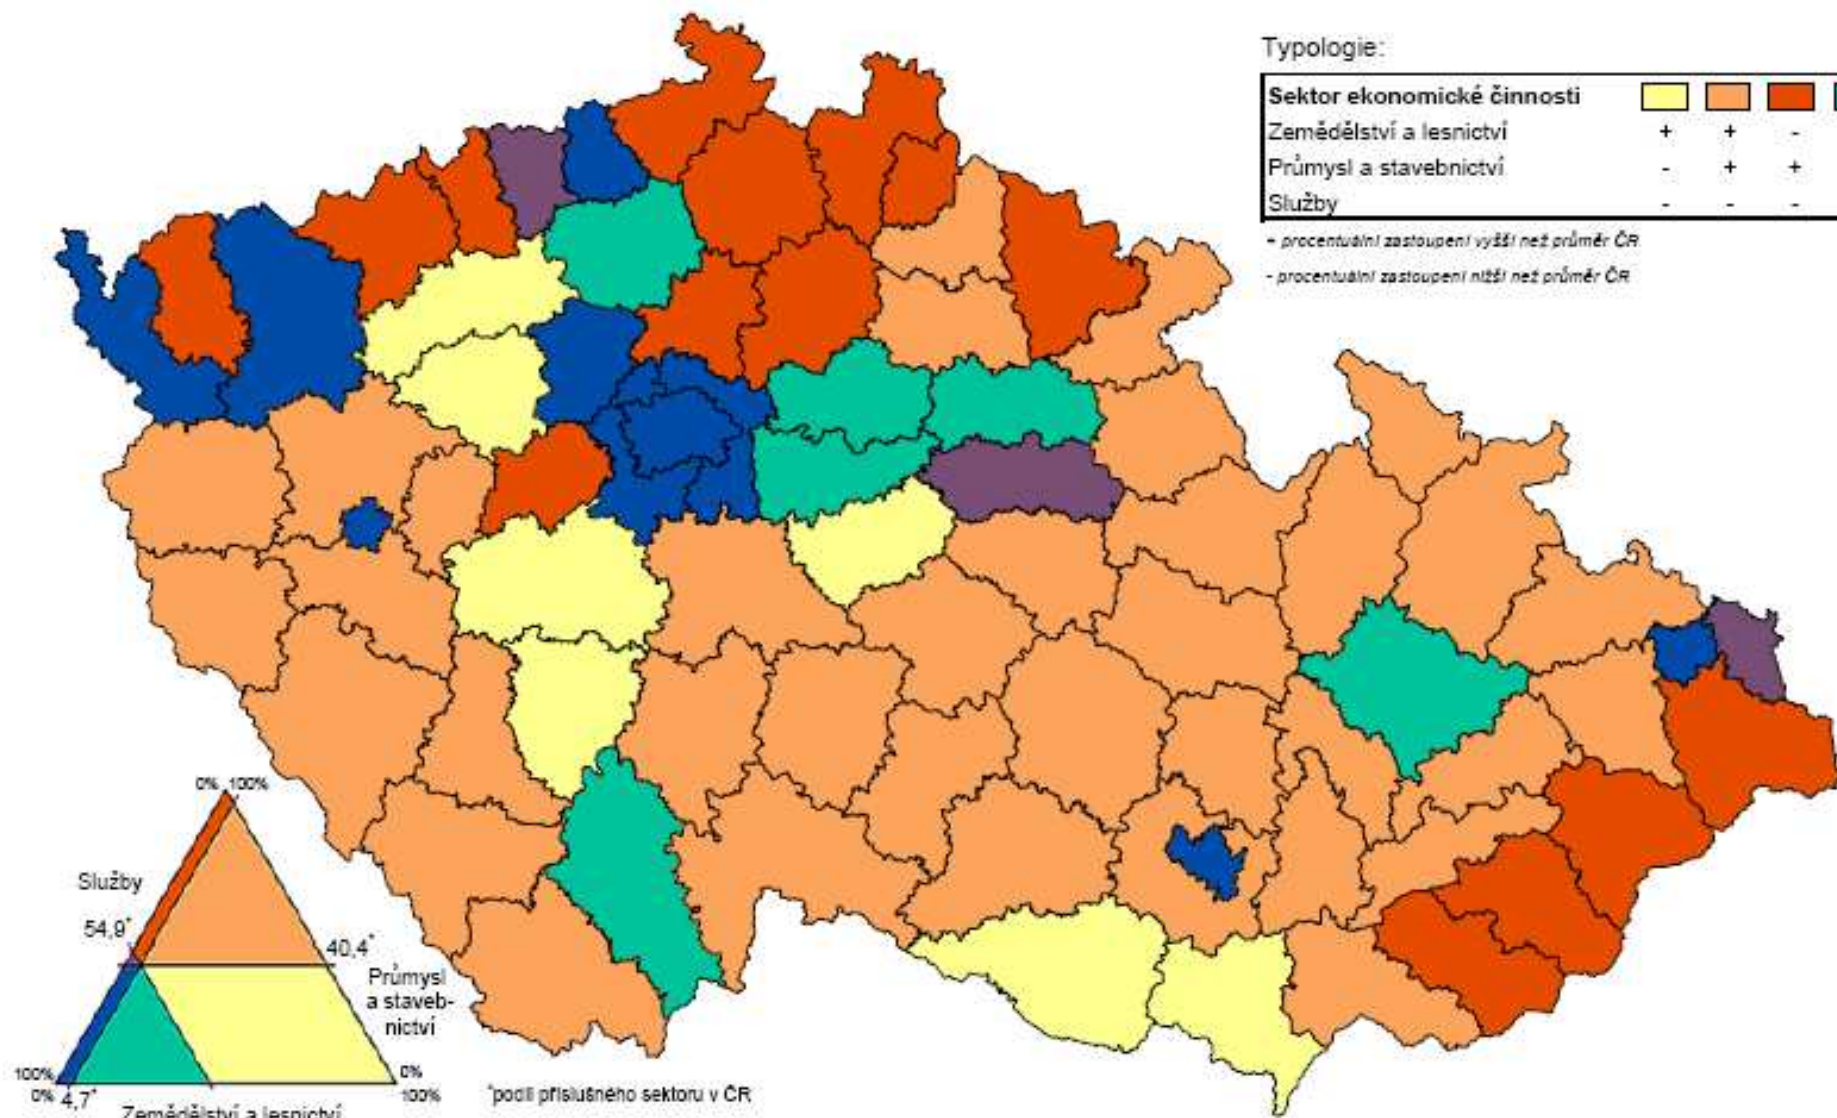 Typologie:
Sektor ekonomické činnosti
Zemědělství a lesnictví + + -
Průmysl a stavebnictví - + +
Služby - - -
+ procentuální zastoupení vyšší než průměr ČR
- procentuální zastoupení nižší než průměr ČR
0% 100%
Služby
54,9*
40,4*
Průmysl
a staveb-
nictví
100%
0%
0% 4,7*
100%
Zemědělství a lesnictví
*podíl příslušného sektoru v ČR